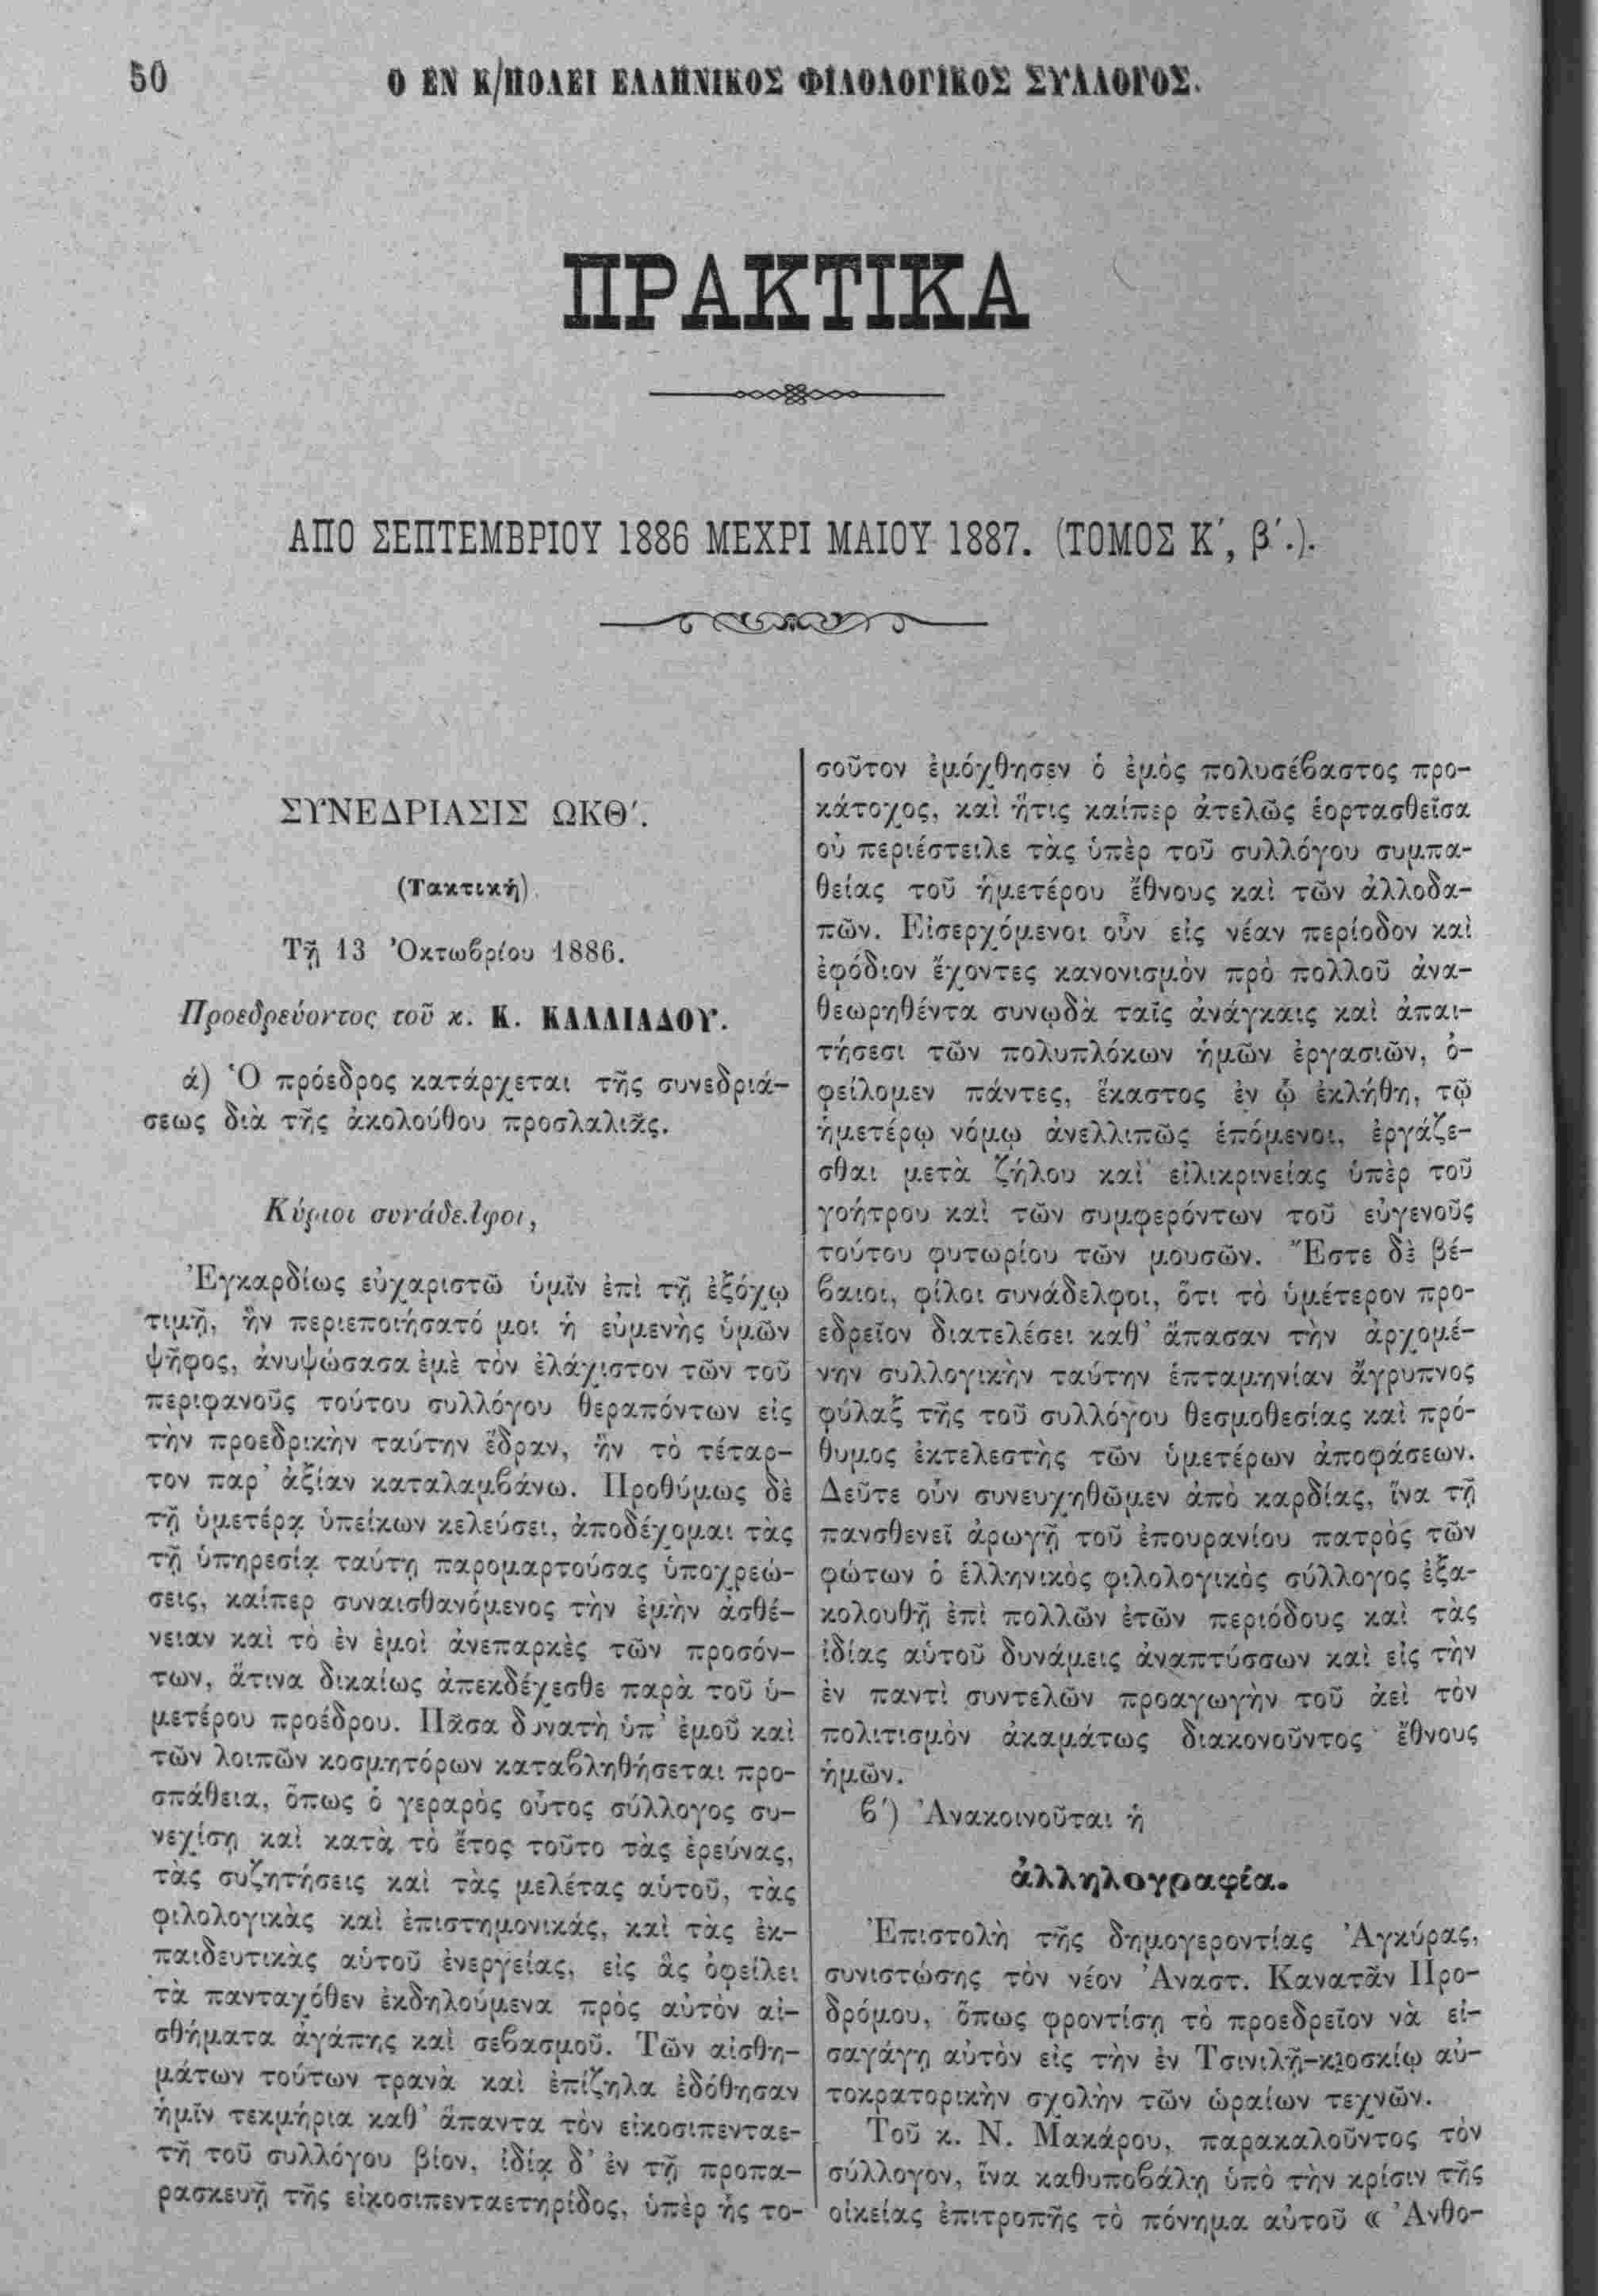 50
Ο ΕΝ Κ/ΠΟΛΕΙ ΕΛΛΗΝΙΚΟΣ ΦΙΛΟΛΟΓΙΚΟΣ ΣΥΛΛΟΓΟΣ.
ΠΡΑΚΤΙΚΑ
ΑΠΟ ΣΕΠΤΕΜΒΡΙΟΥ 1886 ΜΕΧΡΙ ΜΑΙΟΥ 1887. (ΤΟΜΟΣ Κ΄, β΄.).
ΣΥΝΕΔΡΙΑΣΙΣ ΩΚΘ΄.
(Τακτική)
Τῇ 13 Ὀκτωβρίου 1886.
Προεδρεύοντος τοῦ κ. Κ. ΚΑΛΛΙΑΔΟΥ.
ά) Ὁ πρόεδρος κατάρχεται τῆς συνεδριά-
σεως διὰ τῆς ἀκολούθου προσλαλιᾶς.
Κύριοι συνάδελφοι,
Ἐγκαρδίως εὐχαριστῶ ὑμῖν ἐπὶ τῇ ἐξόχῳ
τιμῇ, ἣν περιεποιήσατό μοι ἡ εὐμενὴς ὑμῶν
ψῆφος, ἀνυψώσασα ἐμὲ τὸν ἐλάχιστον τῶν τοῦ
περιφανοῦς τούτου συλλόγου θεραπόντων εἰς
τὴν προεδρικὴν ταύτην ἕδραν, ἣν τὸ τέταρ-
τον παρ' ἀξίαν καταλαμβάνω. Προθύμως δὲ
τῇ ὑμετέρᾳ ὑπείκων κελεύσει, ἀποδέχομαι τὰς
τῇ ὑπηρεσίᾳ ταύτῃ παρομαρτούσας ὑποχρεώ-
σεις, καίπερ συναισθανόμενος τὴν ἐμὴν ἀσθέ-
νειαν καὶ τὸ ἐν ἐμοὶ ἀνεπαρκὲς τῶν προσόν-
των, ἅτινα δικαίως ἀπεκδέχεσθε παρὰ τοῦ ὑ-
μετέρου προέδρου. Πᾶσα δυνατὴ ὑπ' ἐμοῦ καὶ
τῶν λοιπῶν κοσμητόρων καταβληθήσεται προ-
σπάθεια, ὅπως ὁ γεραρὸς οὗτος σύλλογος συ-
νεχίσῃ καὶ κατὰ τὸ ἔτος τοῦτο τὰς ἐρεύνας,
τὰς συζητήσεις καὶ τὰς μελέτας αὑτοῦ, τὰς
φιλολογικὰς καὶ ἐπιστημονικάς, καὶ τὰς ἐκ-
παιδευτικὰς αὑτοῦ ἐνεργείας, εἰς ἃς ὀφείλει
τὰ πανταχόθεν ἐκδηλούμενα πρὸς αὐτὸν αἰ-
σθήματα ἀγάπης καὶ σεβασμοῦ. Τῶν αἰσθη-
μάτων τούτων τρανὰ καὶ ἐπίζηλα ἐδόθησαν
ἡμῖν τεκμήρια καθ' ἅπαντα τὸν εἰκοσιπενταε-
τῆ τοῦ συλλόγου βίον, ἰδίᾳ δ' ἐν τῇ προπα-
ρασκευῇ τῆς εἰκοσιπενταετηρίδος, ὑπὲρ ἧς το-
σοῦτον ἐμόχθησεν ὁ ἐμὸς πολυσέβαστος προ-
κάτοχος, καὶ ἥτις καίπερ ἀτελῶς ἑορτασθεῖσα
οὐ περιέστειλε τὰς ὑπὲρ τοῦ συλλόγου συμπα-
θείας τοῦ ἡμετέρου ἔθνους καὶ τῶν ἀλλοδα-
πῶν. Εἰσερχόμενοι οὖν εἰς νέαν περίοδον καὶ
ἐφόδιον ἔχοντες κανονισμὸν πρὸ πολλοῦ ἀνα-
θεωρηθέντα συνῳδὰ ταῖς ἀνάγκαις καὶ ἀπαι-
τήσεσι τῶν πολυπλόκων ἡμῶν ἐργασιῶν, ὀ-
φείλομεν πάντες, ἕκαστος ἐν ᾧ ἐκλήθη, τῷ
ἡμετέρῳ νόμῳ ἀνελλιπῶς ἑπόμενοι, ἐργάζε-
σθαι μετὰ ζήλου καὶ εἰλικρινείας ὑπὲρ τοῦ
γοήτρου καὶ τῶν συμφερόντων τοῦ εὐγενοῦς
τούτου φυτωρίου τῶν μουσῶν. Ἔστε δὲ βέ-
βαιοι, φίλοι συνάδελφοι, ὅτι τὸ ὑμέτερον προ-
εδρεῖον διατελέσει καθ' ἅπασαν τὴν ἀρχομέ-
νην συλλογικὴν ταύτην ἑπταμηνίαν ἄγρυπνος
φύλαξ τῆς τοῦ συλλόγου θεσμοθεσίας καὶ πρό-
θυμος ἐκτελεστὴς τῶν ὑμετέρων ἀποφάσεων.
Δεῦτε οὖν συνευχηθῶμεν ἀπὸ καρδίας, ἵνα τῇ
πανσθενεῖ ἀρωγῇ τοῦ ἐπουρανίου πατρὸς τῶν
φώτων ὁ ἑλληνικὸς φιλολογικὸς σύλλογος ἐξα-
κολουθῇ ἐπὶ πολλῶν ἐτῶν περιόδους καὶ τὰς
ἰδίας αὑτοῦ δυνάμεις ἀναπτύσσων καὶ εἰς τὴν
ἐν παντὶ συντελῶν προαγωγὴν τοῦ ἀεὶ τὸν
πολιτισμὸν ἀκαμάτως διακονοῦντος ἔθνους
ἡμῶν.
β΄) Ἀνακοινοῦται ἡ
ἀλληλογραφία.
Ἐπιστολὴ τῆς δημογεροντίας Ἀγκύρας,
συνιστώσης τὸν νέον Ἀναστ. Κανατᾶν Προ-
δρόμου, ὅπως φροντίσῃ τὸ προεδρεῖον νὰ εἰ-
σαγάγῃ αὐτὸν εἰς τὴν ἐν Τσινιλῆ-κιοσκίῳ αὐ-
τοκρατορικὴν σχολὴν τῶν ὡραίων τεχνῶν.
Τοῦ κ. Ν. Μακάρου, παρακαλοῦντος τὸν
σύλλογον, ἵνα καθυποβάλῃ ὑπὸ τὴν κρίσιν τῆς
οἰκείας ἐπιτροπῆς τὸ πόνημα αὑτοῦ « Ἀνθο-